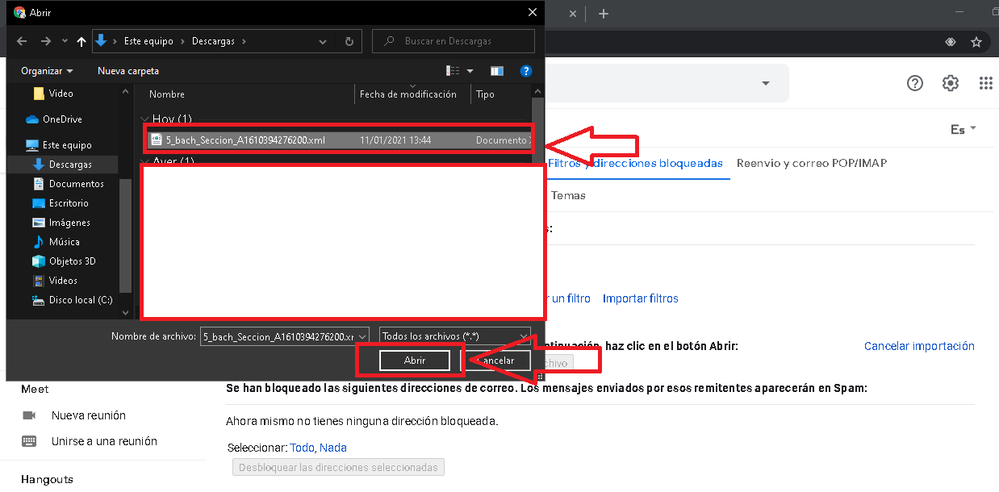 Abrir
Este equipo
Descargas
Buscar en Descargas
Organizar
Nueva carpeta
Video
OneDrive
Este equipo
Descargas
Documentos
Escritorio
Imágenes
Música
Objetos 3D
Videos
Disco local (C:)
Nombre
Fecha de modificación
Tipo
Hoy (1)
5_bach_Seccion_A1610394276200.xml
11/01/2021 13:44
Documento
Ayer (1)
Nombre de archivo:
5_bach_Seccion_A1610394276200.xr
Todos los archivos (*.*)
Abrir
Cancelar
Es
Filtros y direcciones bloqueadas
Reenvío y correo POP/IMAP
Temas
s:
r un filtro
Importar filtros
haz clic en el botón Abrir:
Cancelar importación
chivo
Se han bloqueado las siguientes direcciones de correo. Los mensajes enviados por esos remitentes aparecerán en Spam:
Ahora mismo no tienes ninguna dirección bloqueada.
Seleccionar: Todo, Nada
Desbloquear las direcciones seleccionadas
Meet
Nueva reunión
Unirse a una reunión
Hangouts